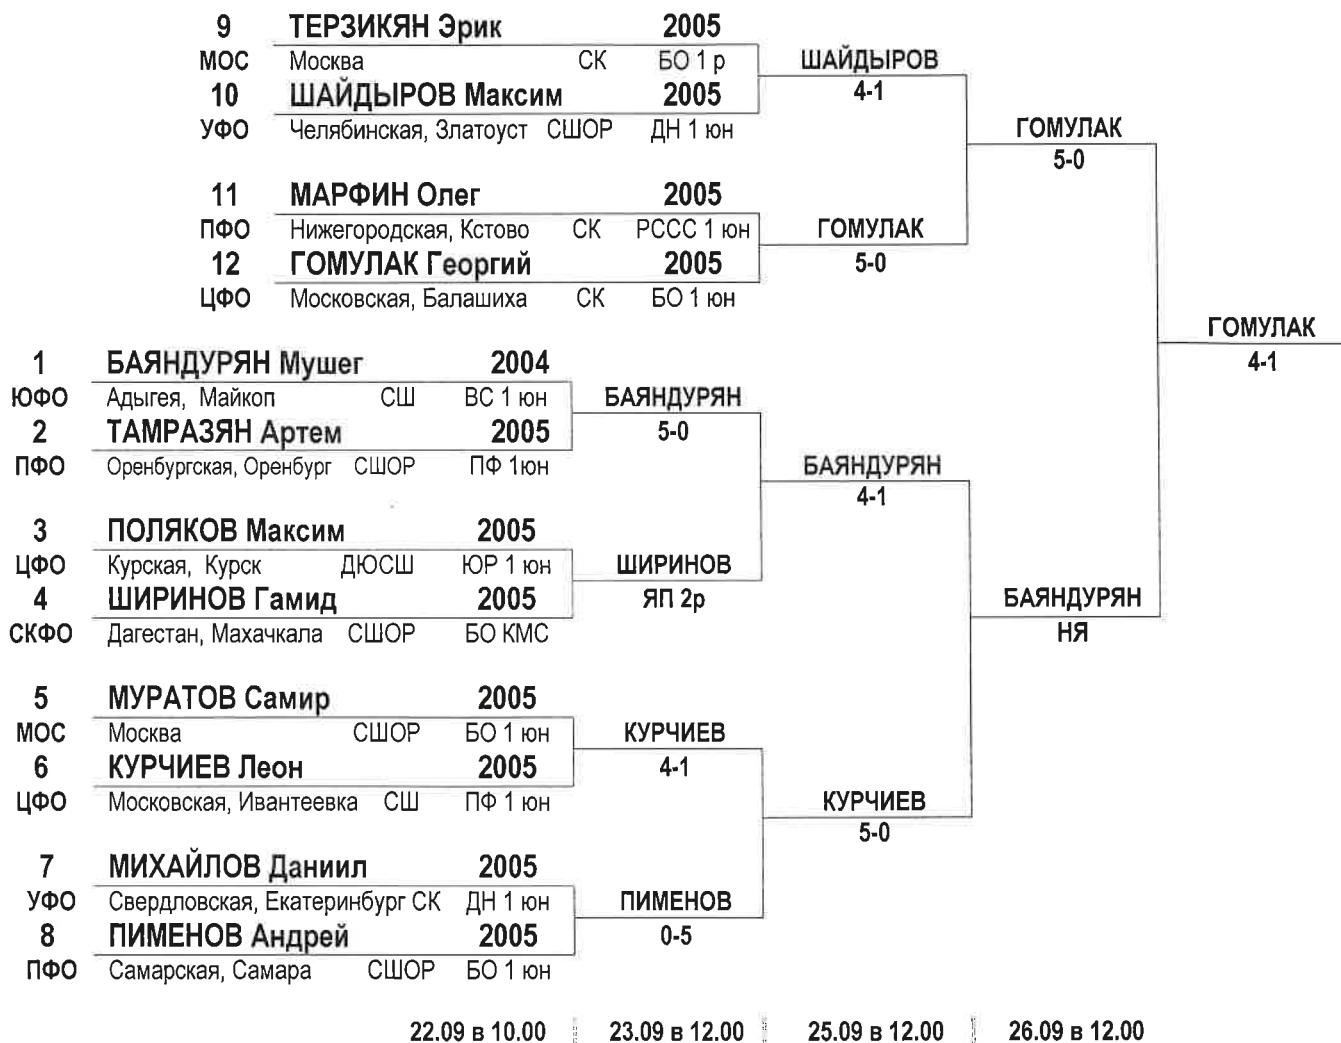 9 ТЕРЗИКЯН Эрик 2005
МОС Москва СК БО 1 р
ШАЙДЫРОВ
4-1
10 ШАЙДЫРОВ Максим 2005
УФО Челябинская, Златоуст СШОР ДН 1 юн
ГОМУЛАК
5-0
11 МАРФИН Олег 2005
ПФО Нижегородская, Кстово СК РССС 1 юн
ГОМУЛАК
5-0
12 ГОМУЛАК Георгий 2005
ЦФО Московская, Балашиха СК БО 1 юн
ГОМУЛАК
4-1
1 БАЯНДУРЯН Мушег 2004
ЮФО Адыгея, Майкоп СШ ВС 1 юн
БАЯНДУРЯН
5-0
2 ТАМРАЗЯН Артем 2005
ПФО Оренбургская, Оренбург СШОР ПФ 1юн
БАЯНДУРЯН
4-1
3 ПОЛЯКОВ Максим 2005
ЦФО Курская, Курск ДЮСШ ЮР 1 юн
ШИРИНОВ
ЯП 2р
4 ШИРИНОВ Гамид 2005
СКФО Дагестан, Махачкала СШОР БО КМС
БАЯНДУРЯН
НЯ
5 МУРАТОВ Самир 2005
МОС Москва СШОР БО 1 юн
КУРЧИЕВ
4-1
6 КУРЧИЕВ Леон 2005
ЦФО Московская, Ивантеевка СШ ПФ 1 юн
КУРЧИЕВ
5-0
7 МИХАЙЛОВ Даниил 2005
УФО Свердловская, Екатеринбург СК ДН 1 юн
ПИМЕНОВ
0-5
8 ПИМЕНОВ Андрей 2005
ПФО Самарская, Самара СШОР БО 1 юн
22.09 в 10.00 23.09 в 12.00 25.09 в 12.00 26.09 в 12.00